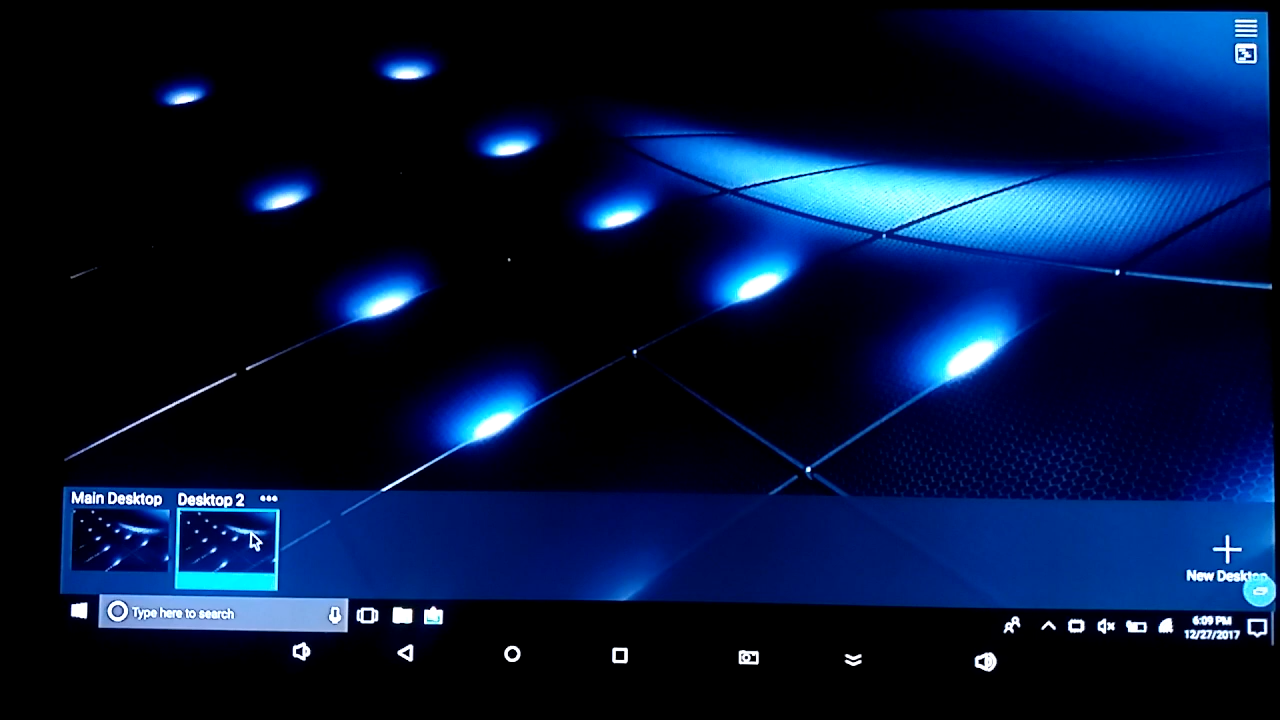 Main Desktop
Desktop 2 •••
New Desktop
Type here to search
6:09 PM
12/27/2017